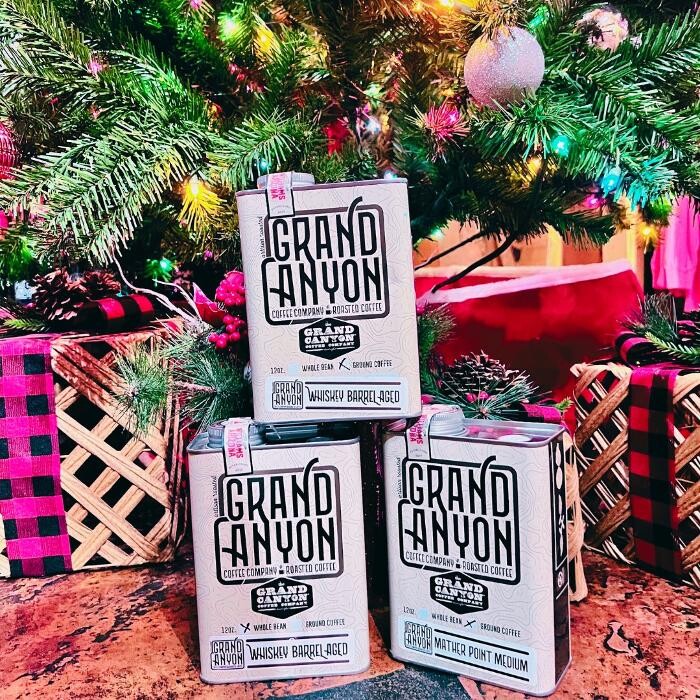 GRAND
CANYON
COFFEE COMPANY ROASTED COFFEE
the
GRAND
CANYON
COFFEE COMPANY
12OZ. WHOLE BEAN X GROUND COFFEE
GRAND
CANYON
WHISKEY BARREL AGED
GRAND
CANYON
COFFEE COMPANY ROASTED COFFEE
the
GRAND
CANYON
COFFEE COMPANY
12OZ. X WHOLE BEAN GROUND COFFEE
GRAND
CANYON
WHISKEY BARREL AGED
GRAND
CANYON
COFFEE COMPANY ROASTED COFFEE
the
GRAND
CANYON
COFFEE COMPANY
12OZ. WHOLE BEAN X GROUND COFFEE
GRAND
CANYON
MATHER POINT MEDIUM